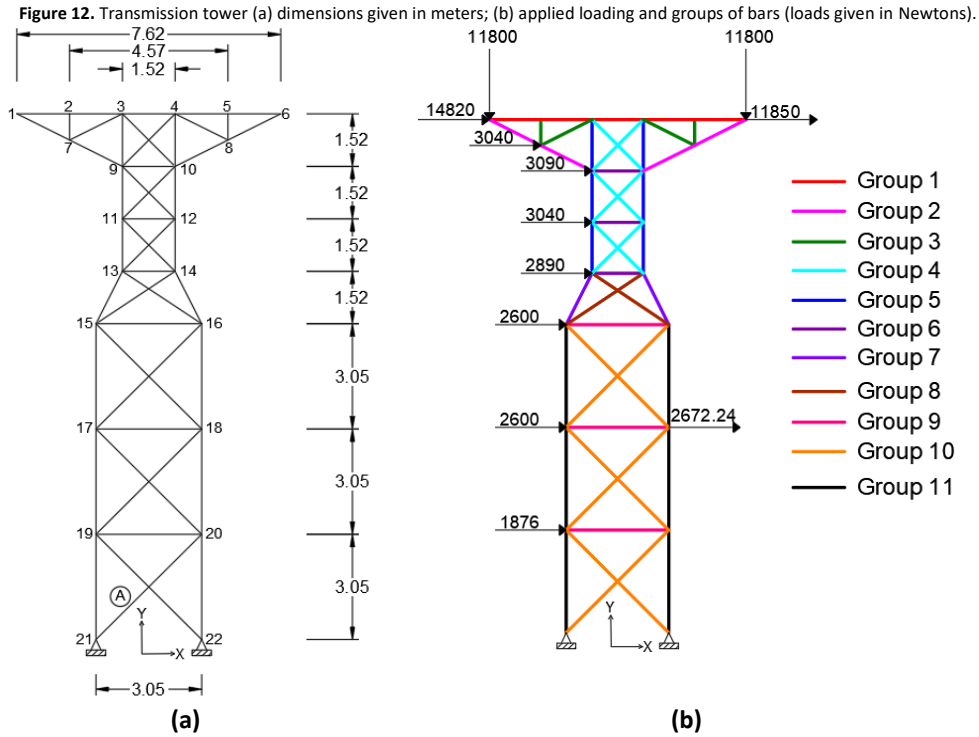 Figure 12. Transmission tower (a) dimensions given in meters; (b) applied loading and groups of bars (loads given in Newtons).
7.62
4.57
1.52
1 2 3 4 5 6
7 8
9 10
11 12
13 14
15 16
17 18
19 20
21 22
A
Y
X
1.52
1.52
1.52
1.52
3.05
3.05
3.05
3.05
(a)
11800 11800
14820 11850
3040
3090
3040
2890
2600
2600 2672.24
1876
Y
X
Group 1
Group 2
Group 3
Group 4
Group 5
Group 6
Group 7
Group 8
Group 9
Group 10
Group 11
(b)